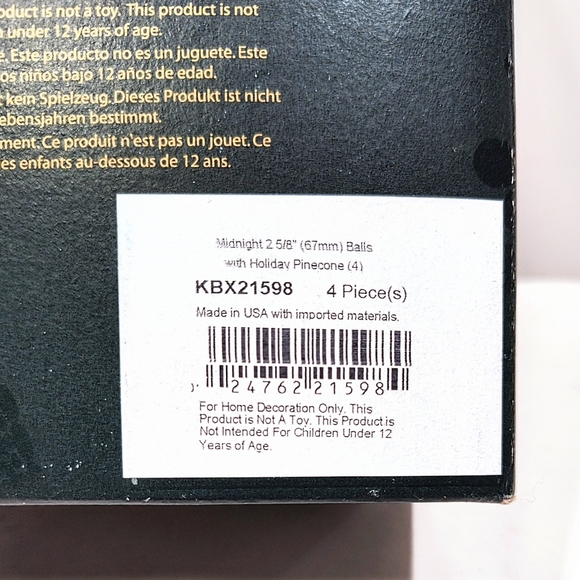 oduct is not a toy. This product is not
under 12 years of age.
Este producto no es un juguete. Este
os niños bajo 12 años de edad.
kein Spielzeug. Dieses Produkt ist nicht
ebensjahren bestimmt.
ment. Ce produit n'est pas un jouet. Ce
es enfants au-dessous de 12 ans.
Midnight 2 5/8" (67mm) Balls
with Holiday Pinecone (4)
KBX21598 4 Piece(s)
Made in USA with imported materials.
24762 21598
For Home Decoration Only. This
Product is Not A Toy. This Product is
Not Intended For Children Under 12
Years of Age.